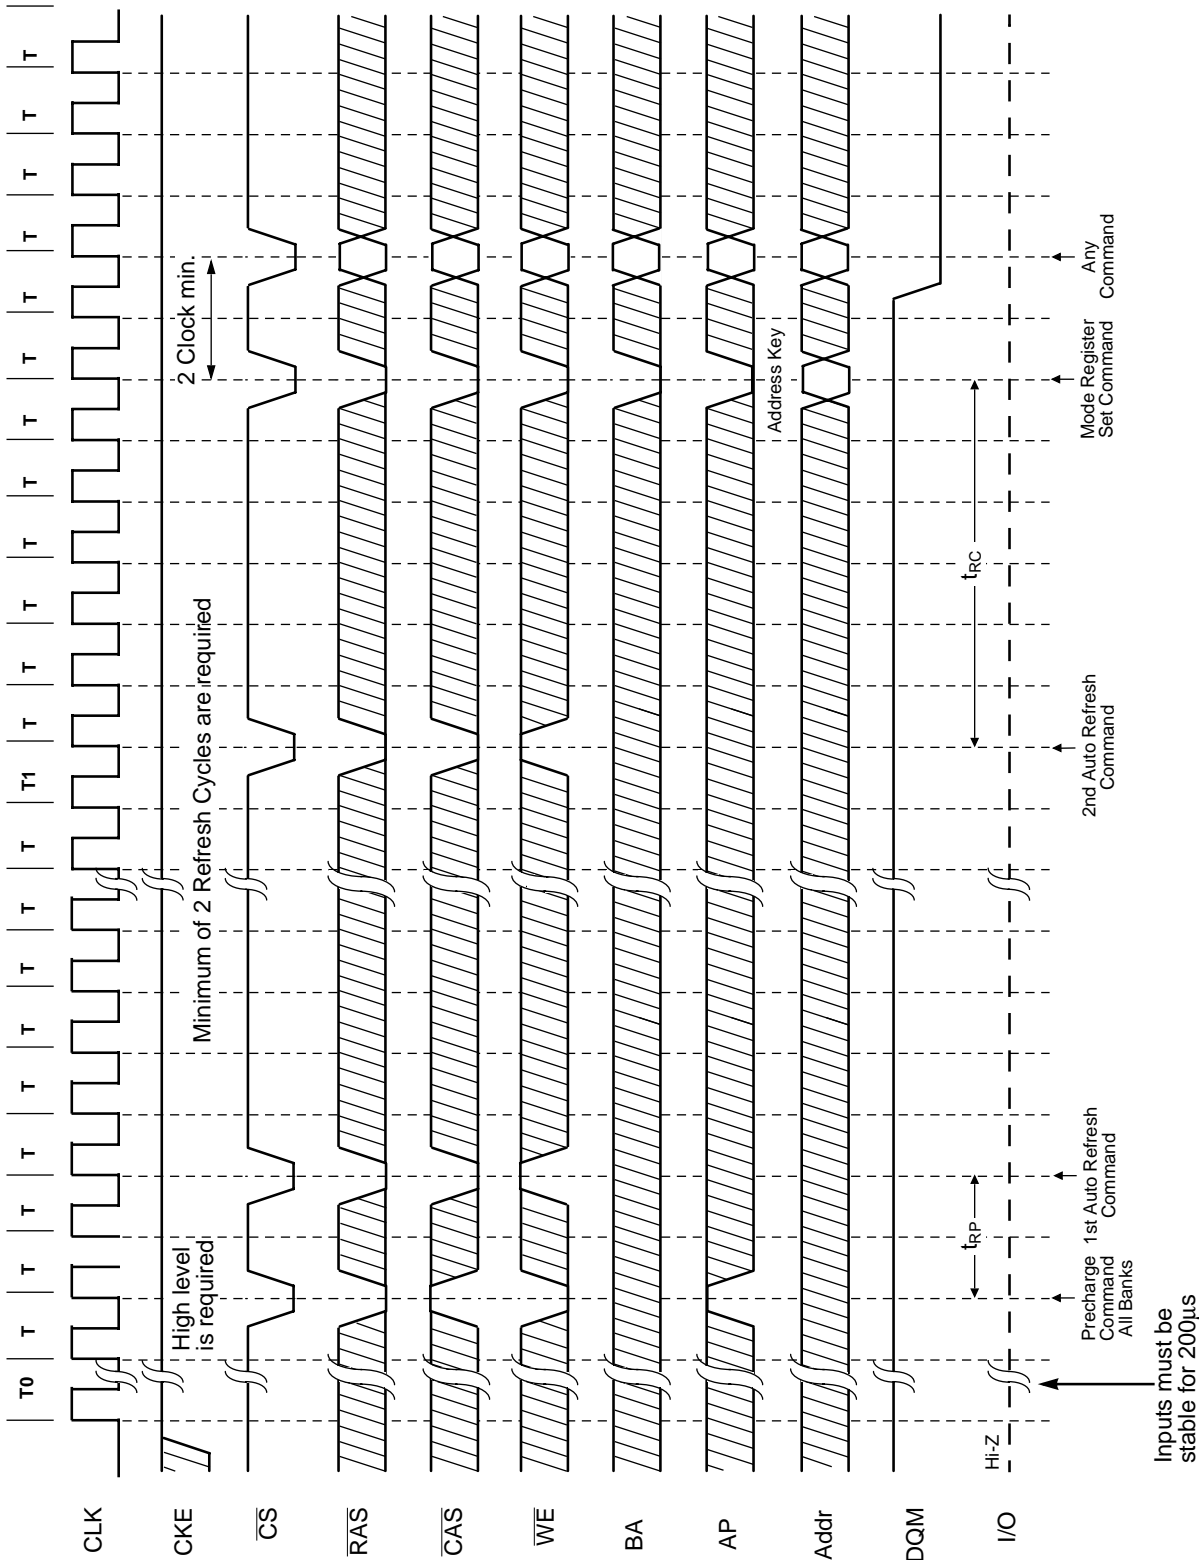 T0 T T T T T T T T T T1 T T T T T T T T T T T T
CLK
CKE
High level
is required
Minimum of 2 Refresh Cycles are required
2 Clock min.
CS
RAS
CAS
WE
BA
AP
Address Key
Addr
DQM
tRP
tRC
I/O
Hi-Z
Precharge
Command
All Banks
1st Auto Refresh
Command
2nd Auto Refresh
Command
Mode Register
Set Command
Any
Command
Inputs must be
stable for 200µs